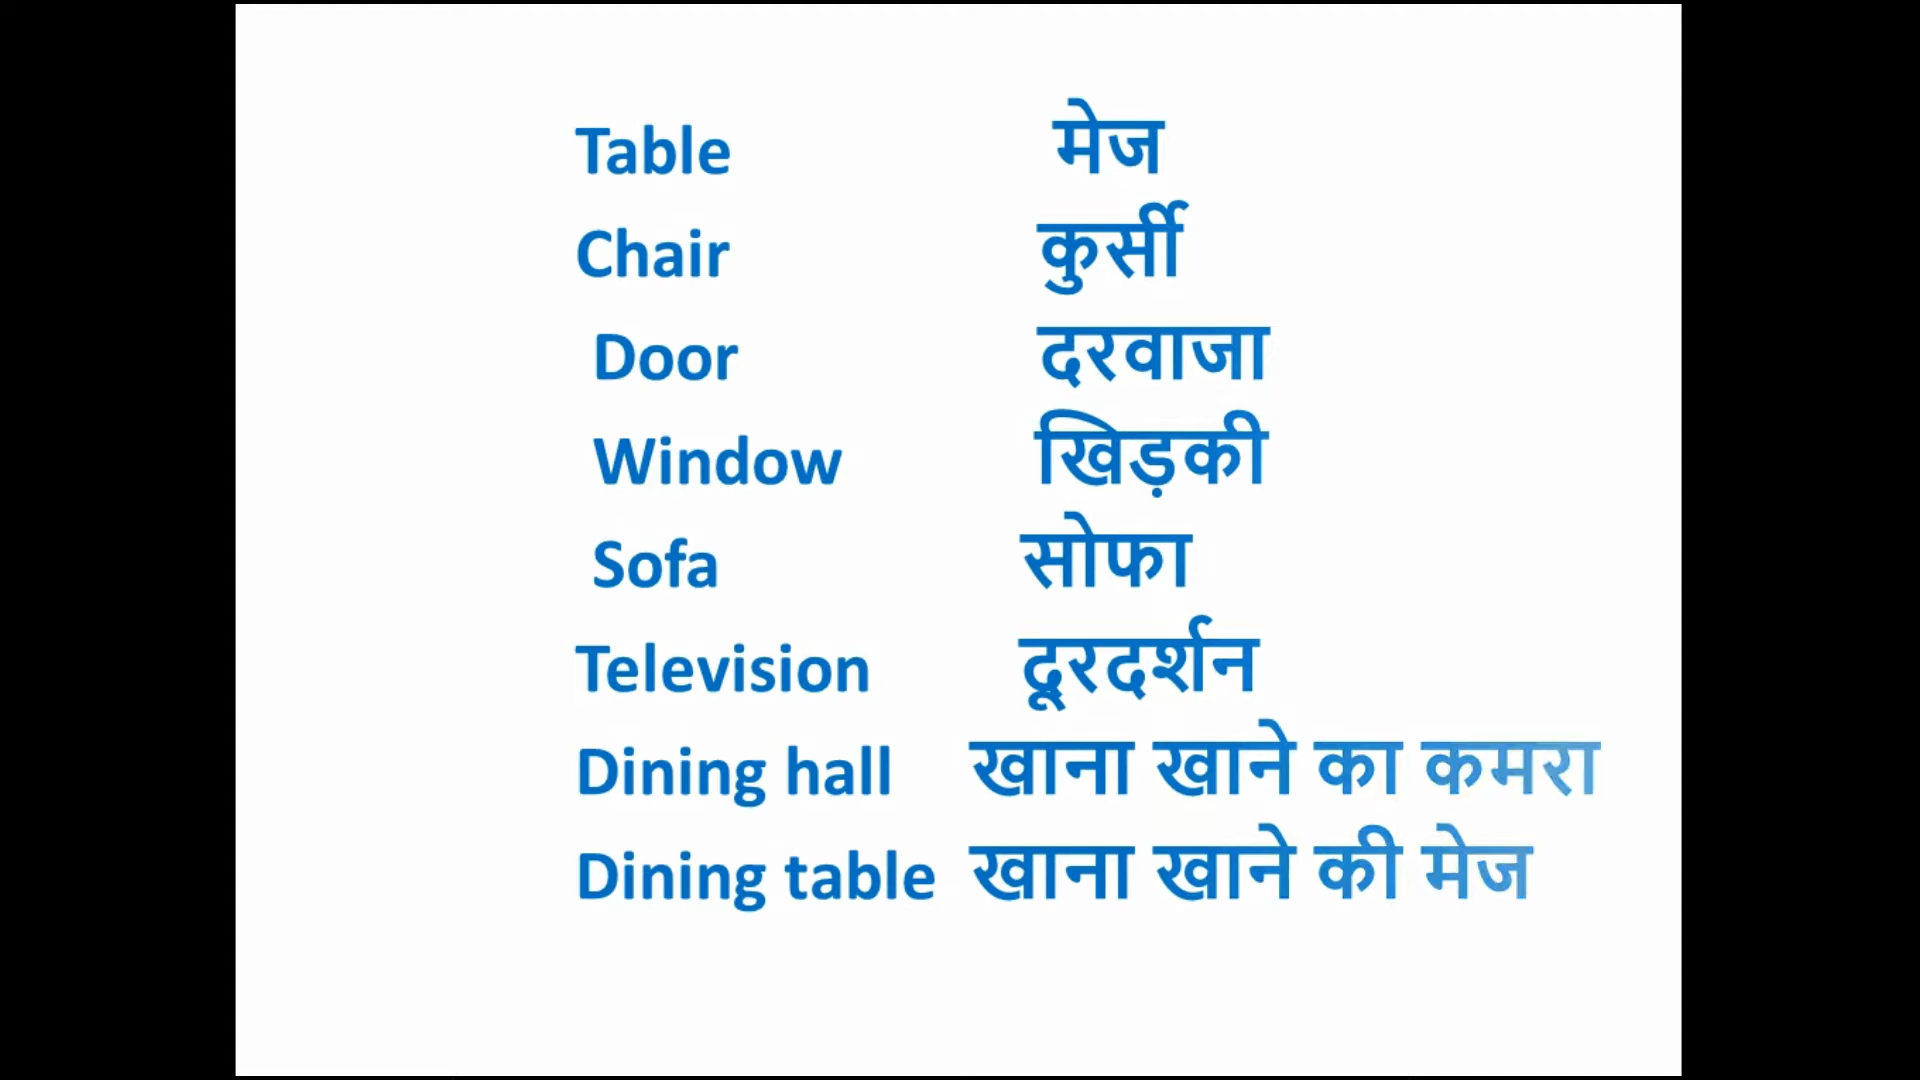 Table मेज
Chair कुर्सी
Door दरवाजा
Window खिड़की
Sofa सोफा
Television दूरदर्शन
Dining hall खाना खाने का कमरा
Dining table खाना खाने की मेज